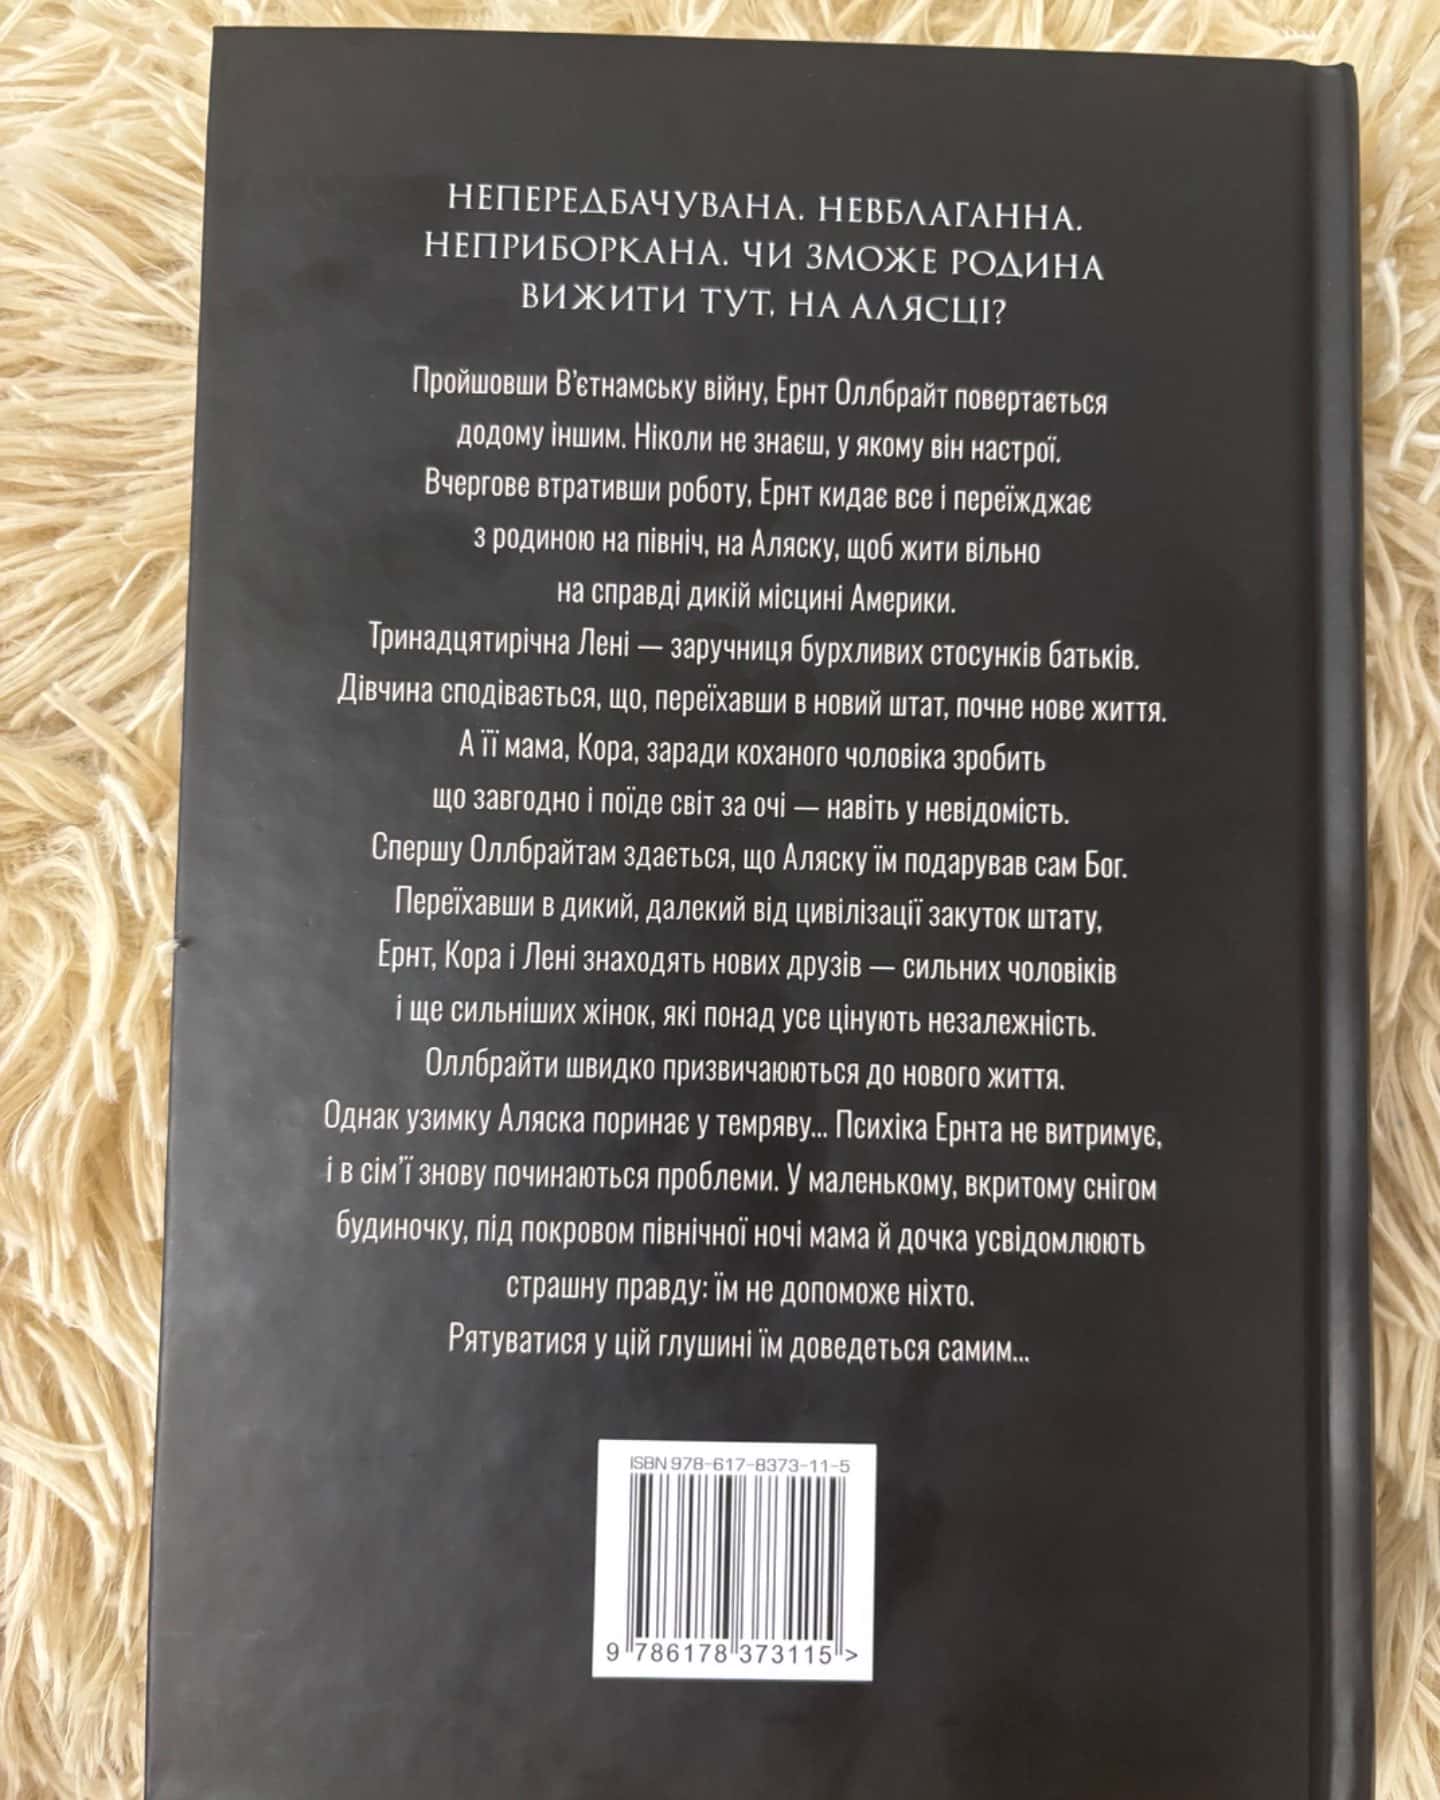 НЕПЕРЕДБАЧУВАНА. НЕВБЛАГАННА.
НЕПРИБОРКАНА. ЧИ ЗМОЖЕ РОДИНА
ВИЖИТИ ТУТ, НА АЛЯСЦІ?
Пройшовши В’єтнамську війну, Ернт Оллбрайт повертається
додому іншим. Ніколи не знаєш, у якому він настрої.
Вчергове втративши роботу, Ернт кидає все і переїжджає
з родиною на північ, на Аляску, щоб жити вільно
на справді дикій місцині Америки.
Тринадцятирічна Лені — заручниця бурхливих стосунків батьків.
Дівчина сподівається, що, переїхавши в новий штат, почне нове життя.
А її мама, Кора, заради коханого чоловіка зробить
що завгодно і поїде світ за очі — навіть у невідомість.
Спершу Оллбрайтам здається, що Аляску їм подарував сам Бог.
Переїхавши в дикий, далекий від цивілізації закуток штату,
Ернт, Кора і Лені знаходять нових друзів — сильних чоловіків
і ще сильніших жінок, які понад усе цінують незалежність.
Оллбрайти швидко призвичаюються до нового життя.
Однак узимку Аляска поринає у темряву... Психіка Ернта не витримує,
і в сім’ї знову починаються проблеми. У маленькому, вкритому снігом
будиночку, під покровом північної ночі мама й дочка усвідомлюють
страшну правду: їм не допоможе ніхто.
Рятуватися у цій глушині їм доведеться самим...
ISBN 978-617-8373-11-5
9 786178 373115 >